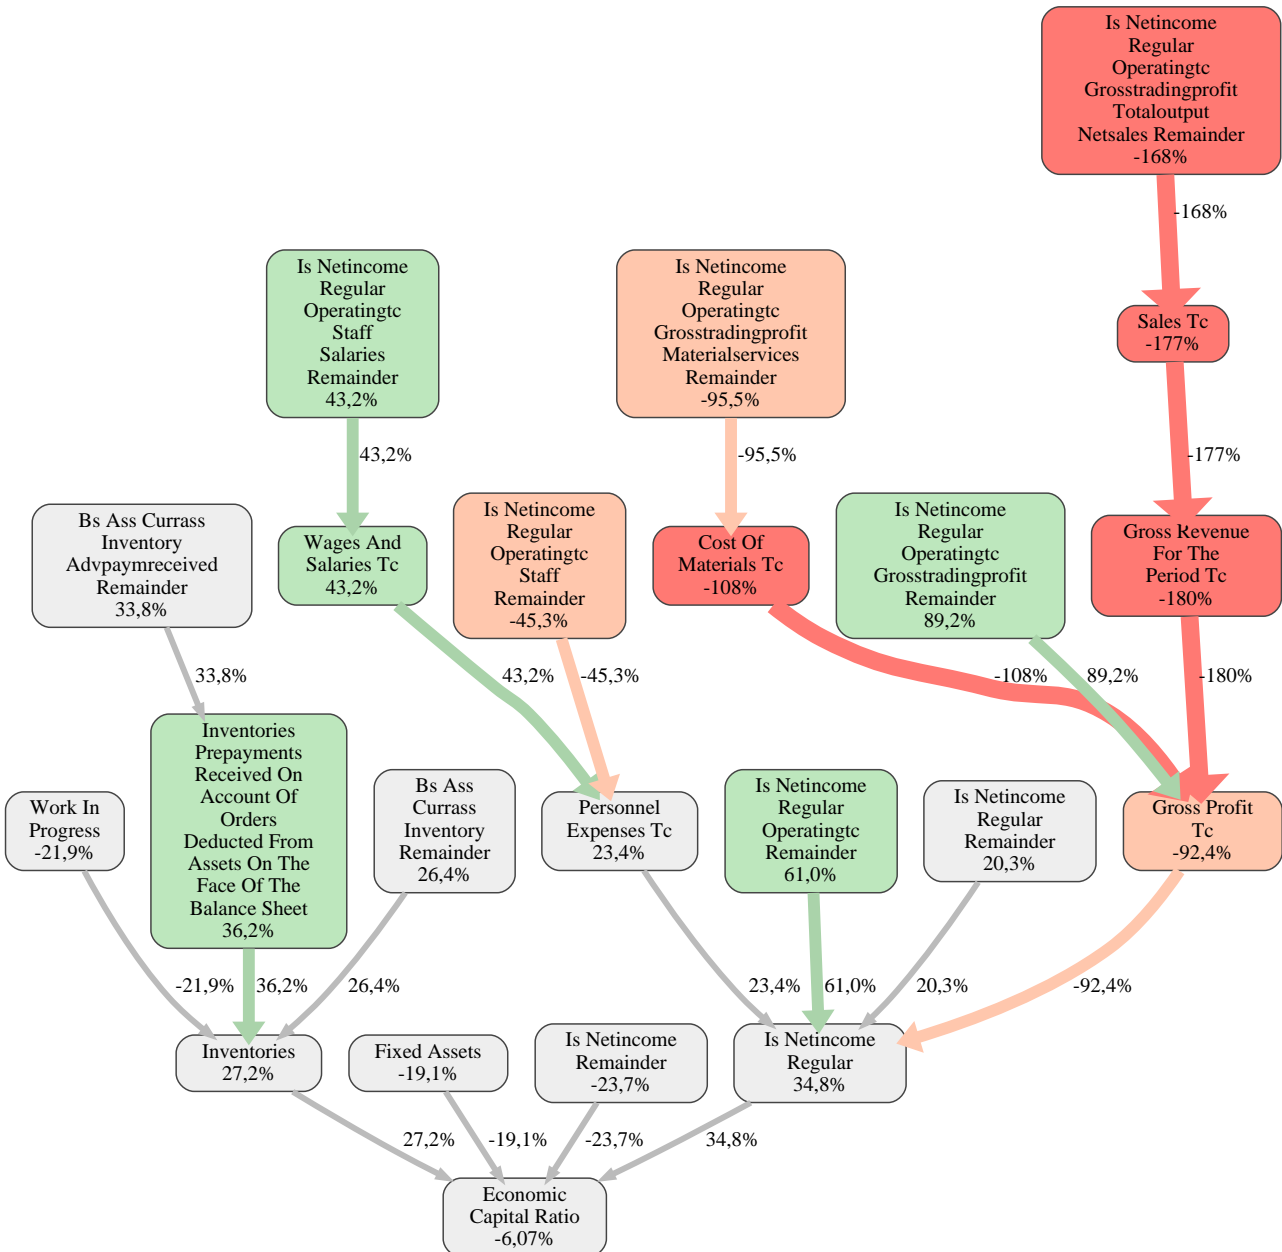 Is Netincome
Regular
Operatingtc
Grosstradingprofit
Totaloutput
Netsales Remainder
-168%
-168%
Is Netincome
Regular
Operatingtc
Staff
Salaries
Remainder
43,2%
Is Netincome
Regular
Operatingtc
Grosstradingprofit
Materialservices
Remainder
-95,5%
Sales Tc
-177%
43,2%
-95,5%
-177%
Bs Ass Currass
Inventory
Advpaymreceived
Remainder
33,8%
Wages And
Salaries Tc
43,2%
Is Netincome
Regular
Operatingtc
Staff
Remainder
-45,3%
Cost Of
Materials Tc
-108%
Is Netincome
Regular
Operatingtc
Grosstradingprofit
Remainder
89,2%
Gross Revenue
For The
Period Tc
-180%
33,8%
43,2%
-45,3%
-108%
89,2%
-180%
Work In
Progress
-21,9%
Inventories
Prepayments
Received On
Account Of
Orders
Deducted From
Assets On The
Face Of The
Balance Sheet
36,2%
Bs Ass
Currass
Inventory
Remainder
26,4%
Personnel
Expenses Tc
23,4%
Is Netincome
Regular
Operatingtc
Remainder
61,0%
Is Netincome
Regular
Remainder
20,3%
Gross Profit
Tc
-92,4%
-21,9%
36,2%
26,4%
23,4%
61,0%
20,3%
-92,4%
Inventories
27,2%
Fixed Assets
-19,1%
Is Netincome
Remainder
-23,7%
Is Netincome
Regular
34,8%
27,2%
-19,1%
-23,7%
34,8%
Economic
Capital Ratio
-6,07%